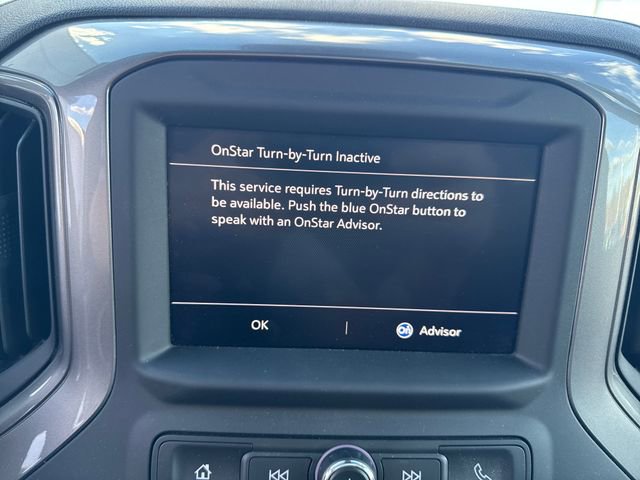 OnStar Turn-by-Turn Inactive
This service requires Turn-by-Turn directions to
be available. Push the blue OnStar button to
speak with an OnStar Advisor.
OK | On Advisor